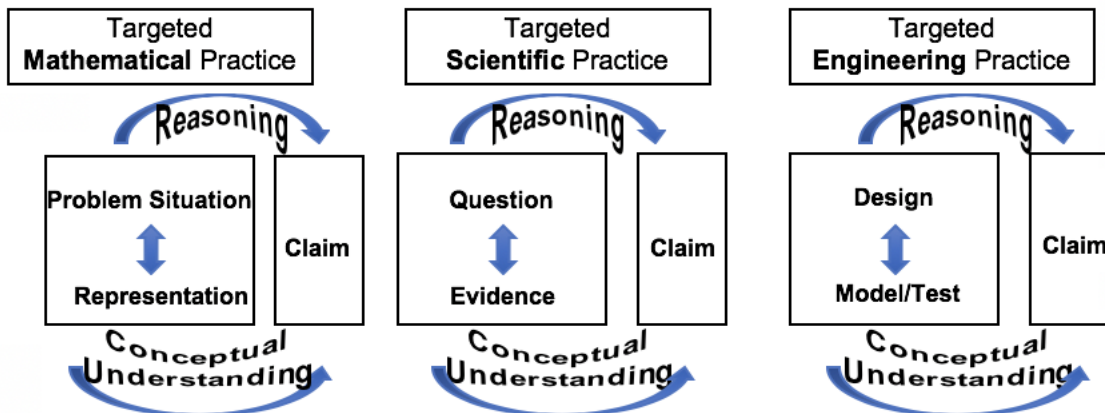 Targeted
Mathematical Practice
Reasoning
Problem Situation
Representation
Claim
Conceptual
Understanding
Targeted
Scientific Practice
Reasoning
Question
Evidence
Claim
Conceptual
Understanding
Targeted
Engineering Practice
Reasoning
Design
Model/Test
Claim
Conceptual
Understanding